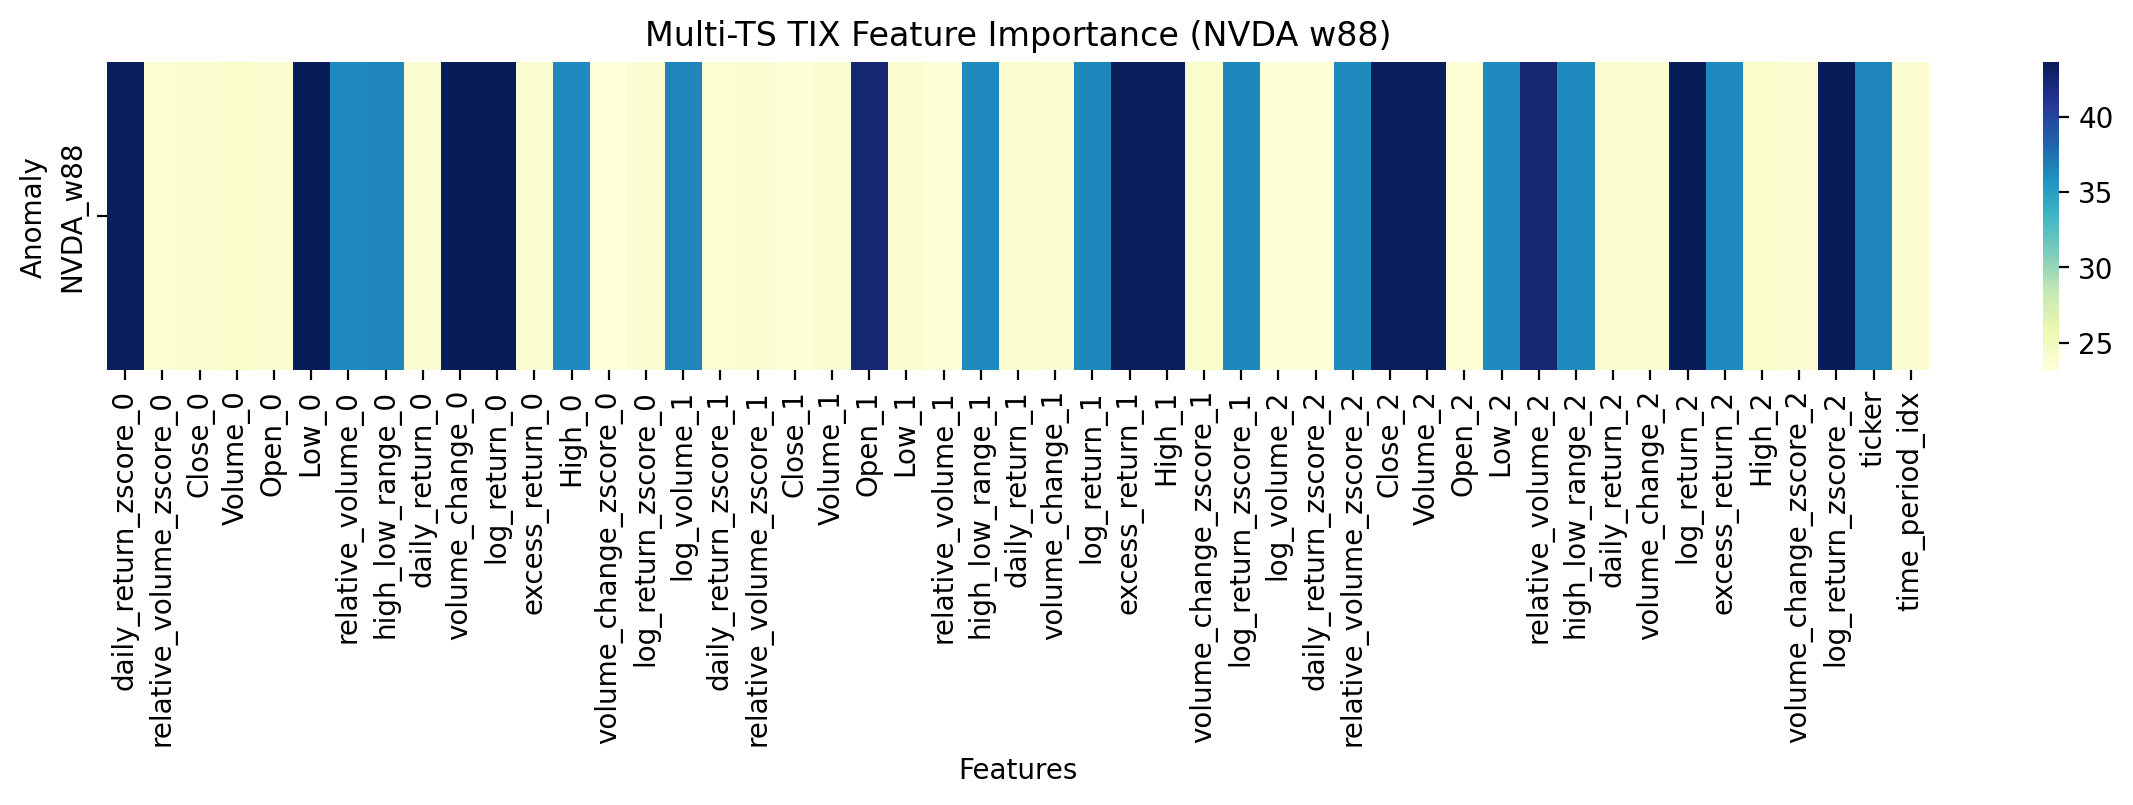 Multi-TS TIX Feature Importance (NVDA w88)
Anomaly
NVDA_w88
40
35
30
25
daily_return_zscore_0
relative_volume_zscore_0
Close_0
Volume_0
Open_0
Low_0
relative_volume_0
high_low_range_0
daily_return_0
volume_change_0
log_return_0
excess_return_0
High_0
volume_change_zscore_0
log_return_zscore_0
log_volume_1
daily_return_zscore_1
relative_volume_zscore_1
Close_1
Volume_1
Open_1
Low_1
relative_volume_1
high_low_range_1
daily_return_1
volume_change_1
log_return_1
excess_return_1
High_1
volume_change_zscore_1
log_return_zscore_1
log_volume_2
daily_return_zscore_2
relative_volume_zscore_2
Close_2
Volume_2
Open_2
Low_2
relative_volume_2
high_low_range_2
daily_return_2
volume_change_2
log_return_2
excess_return_2
High_2
volume_change_zscore_2
log_return_zscore_2
ticker
time_period_idx
Features